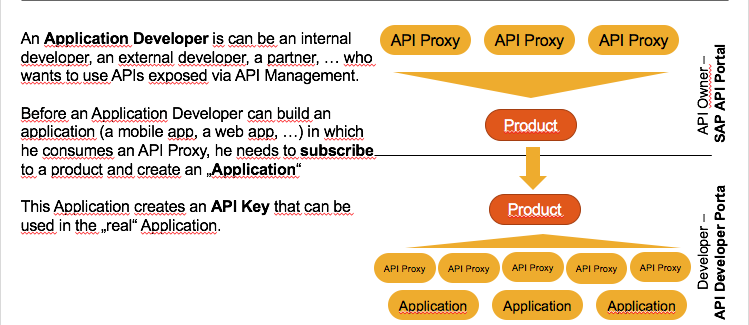 An Application Developer is can be an internal
developer, an external developer, a partner, … who
wants to use APIs exposed via API Management.
Before an Application Developer can build an
application (a mobile app, a web app, …) in which
he consumes an API Proxy, he needs to subscribe
to a product and create an „Application“
This Application creates an API Key that can be
used in the „real“ Application.
API Proxy API Proxy API Proxy
Product
Product
API Proxy API Proxy API Proxy API Proxy API Proxy
Application Application Application
API Owner –
SAP API Portal
Developer –
API Developer Porta